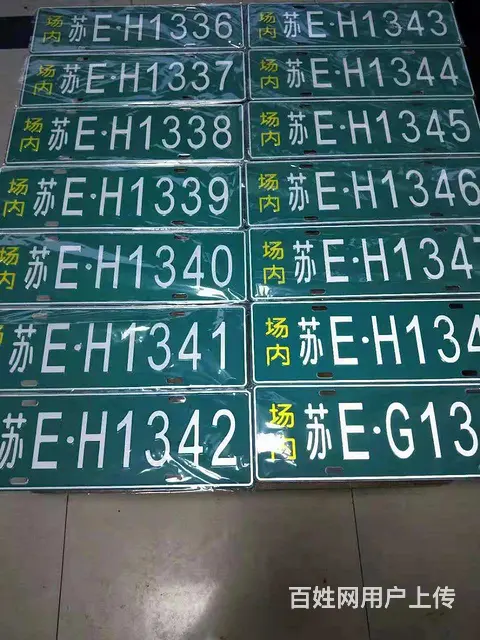 场内 苏E·H1336
场内 苏E·H1337
场内 苏E·H1338
场内 苏E·H1339
内 苏E·H1340
苏E·H1341
苏E·H1342
场内 苏E·H1343
场内 苏E·H1344
场内 苏E·H1345
场内 苏E·H1346
场内 苏E·H134
场内 苏E·H134
场内 苏E·G13
百姓网用户上传